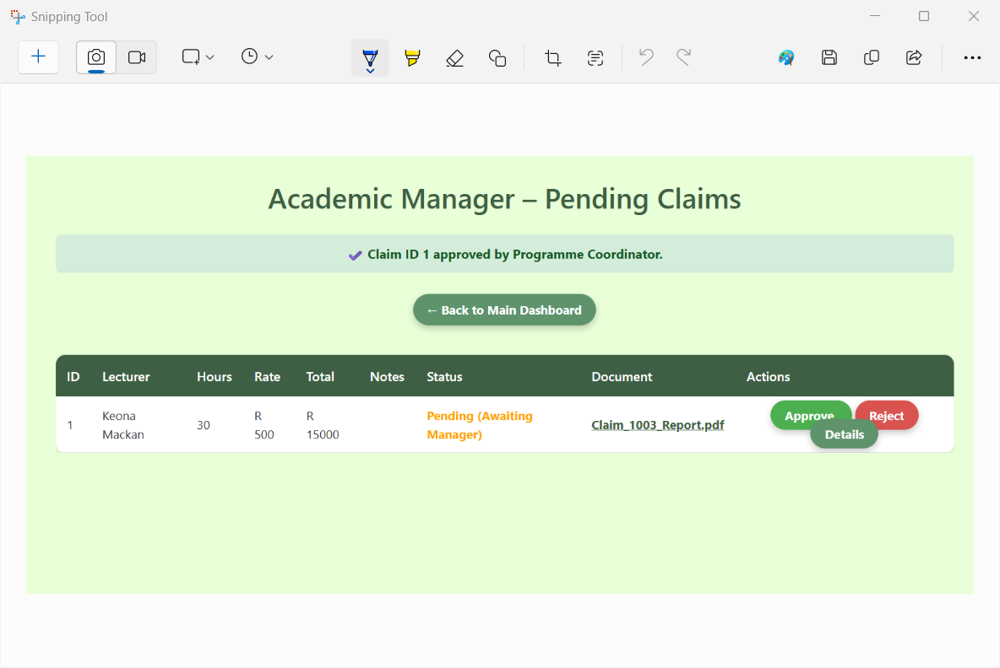 Snipping Tool
Academic Manager – Pending Claims
✔ Claim ID 1 approved by Programme Coordinator.
← Back to Main Dashboard
ID Lecturer Hours Rate Total Notes Status Document Actions
1 Keona Mackan 30 R 500 R 15000 Pending (Awaiting Manager) Claim_1003_Report.pdf Approve Reject
Details